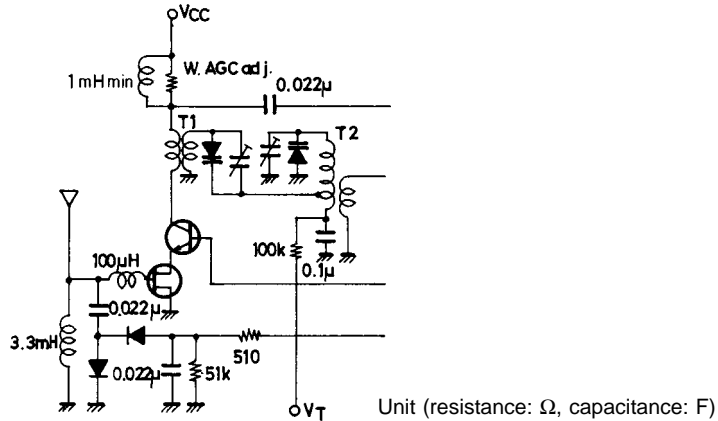 VCC
W. AGC adj.
1mHmin
0.022μ
T1
T2
100μH
100k
0.1μ
0.022μ
3.3mH
510
0.022μ
51k
VT
Unit (resistance: Ω, capacitance: F)